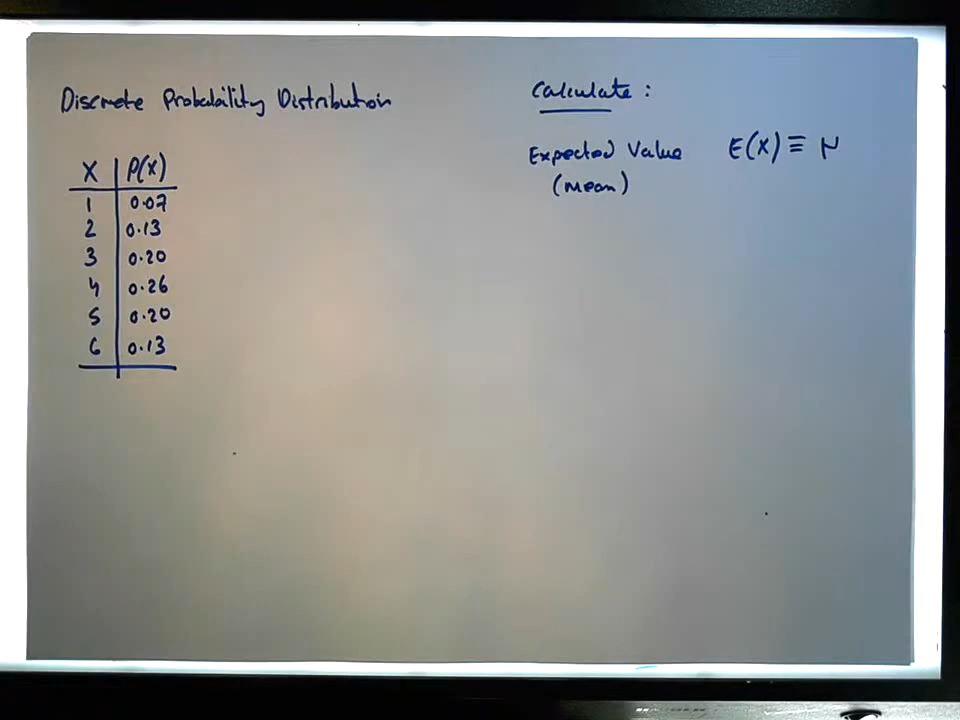 Discrete Probability Distribution
X P(X)
1 0.07
2 0.13
3 0.20
4 0.26
5 0.20
6 0.13
Calculate :
Expected Value E(X) ≡ μ
(Mean)